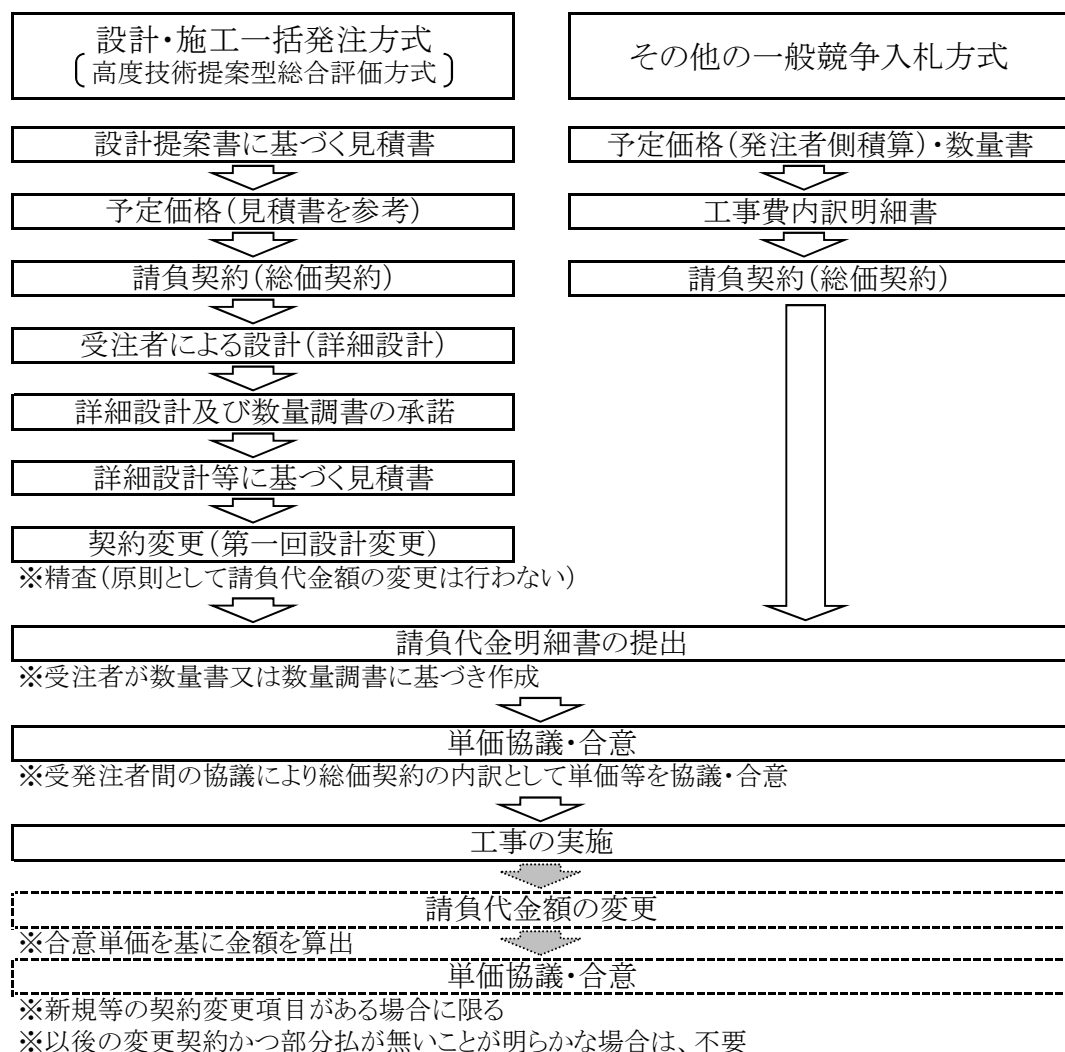 設計・施工一括発注方式
〔高度技術提案型総合評価方式〕
設計提案書に基づく見積書
予定価格(見積書を参考)
請負契約(総価契約)
受注者による設計(詳細設計)
詳細設計及び数量調書の承諾
詳細設計等に基づく見積書
契約変更(第一回設計変更)
※精査(原則として請負代金額の変更は行わない)
その他の一般競争入札方式
予定価格(発注者側積算)・数量書
工事費内訳明細書
請負契約(総価契約)
請負代金明細書の提出
※受注者が数量書又は数量調書に基づき作成
単価協議・合意
※受発注者間の協議により総価契約の内訳として単価等を協議・合意
工事の実施
請負代金額の変更
※合意単価を基に金額を算出
単価協議・合意
※新規等の契約変更項目がある場合に限る
※以後の変更契約かつ部分払が無いことが明らかな場合は、不要